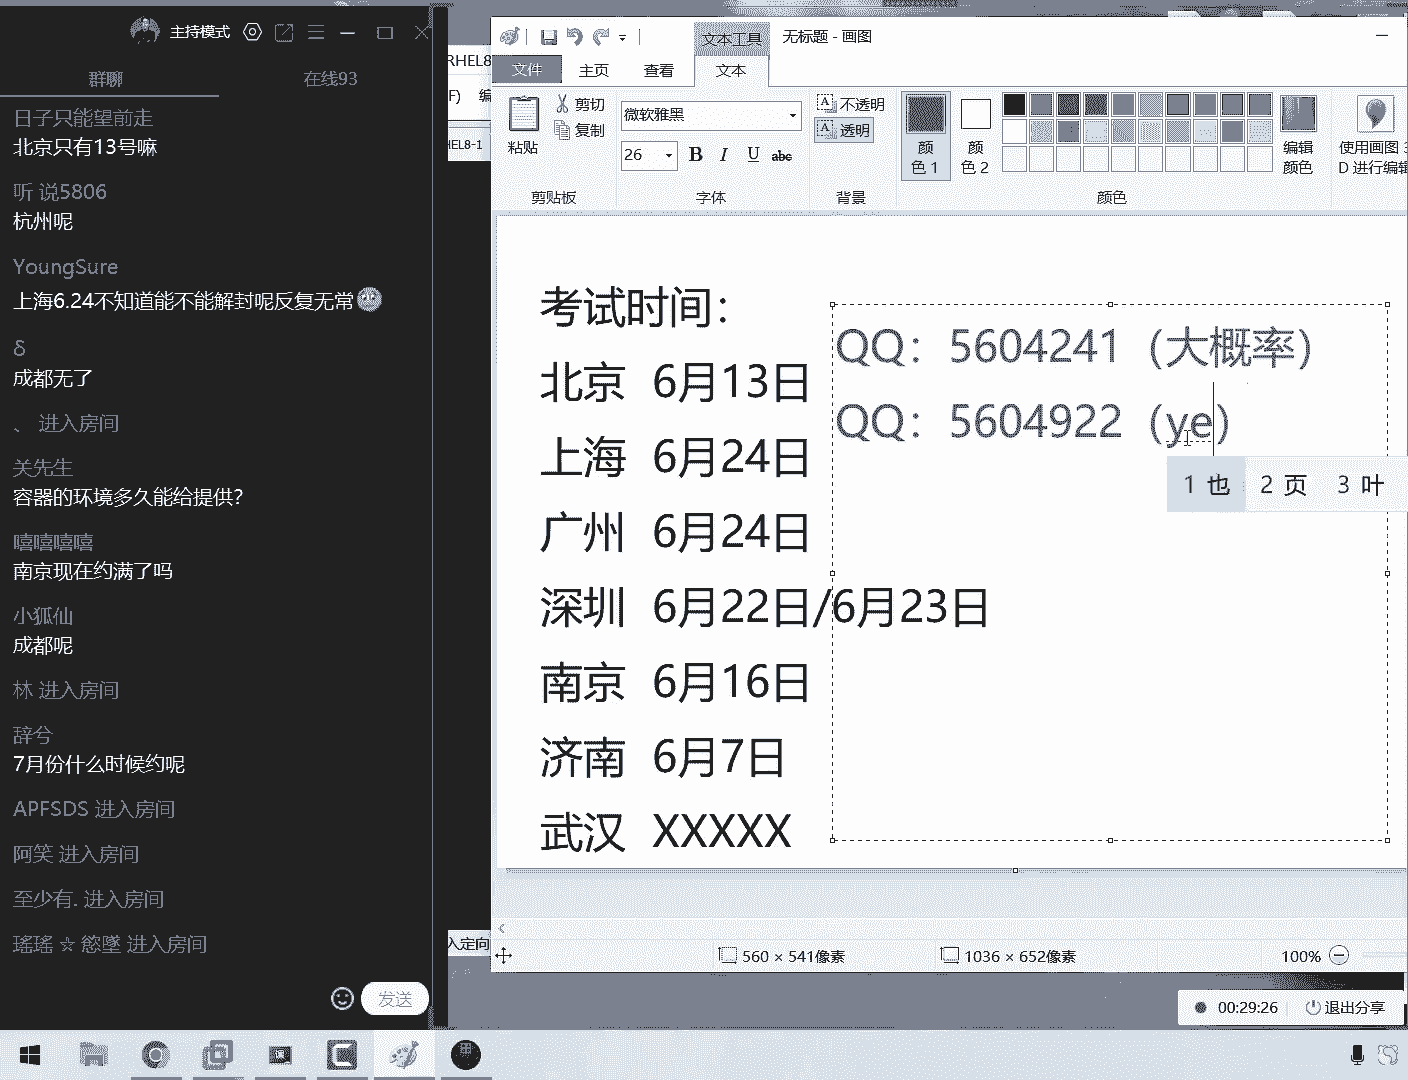 主持模式
群聊
在线93
日子只能望前走
北京只有13号嘛
听 说5806
杭州呢
YoungSure
上海6.24不知道能不能解封呢反复无常
δ
成都无了
、 进入房间
关先生
容器的环境多久能给提供?
嘻嘻嘻嘻
南京现在约满了吗
小狐仙
成都呢
林 进入房间
辞兮
7月份什么时候约呢
APFSDS 进入房间
阿笑 进入房间
至少有. 进入房间
瑤瑤 ☆ 慾墜 进入房间
发送
RHEL8
F) 编
HEL8-1
入定向
文本工具
无标题 - 画图
文件
主页
查看
文本
粘贴
剪切
复制
剪贴板
微软雅黑
26
B I U abc
字体
不透明
透明
背景
颜
色 1
颜
色 2
编辑
颜色
颜色
使用画图 3
D 进行编辑
考试时间：
北京 6月13日
上海 6月24日
广州 6月24日
深圳 6月22日/6月23日
南京 6月16日
济南 6月7日
武汉 XXXXX
QQ：5604241（大概率）
QQ：5604922（ye）
1 也 2 页 3 叶
560 × 541像素
1036 × 652像素
100%
00:29:26
退出分享